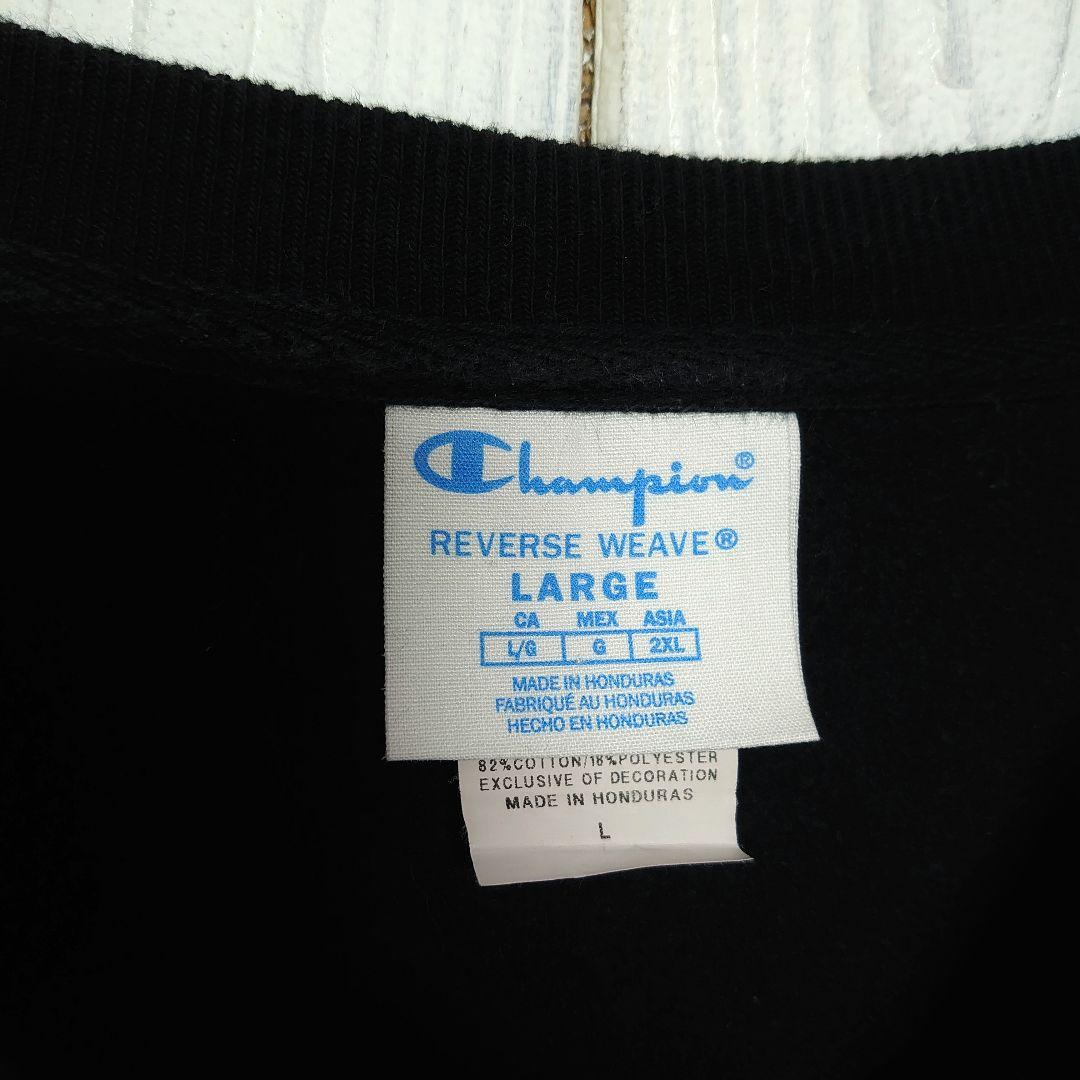 Champion®
REVERSE WEAVE®
LARGE
CA MEX ASIA
L/G G 2XL
MADE IN HONDURAS
FABRIQUÉ AU HONDURAS
HECHO EN HONDURAS
82%COTTON/18%POLYESTER
EXCLUSIVE OF DECORATION
MADE IN HONDURAS
L